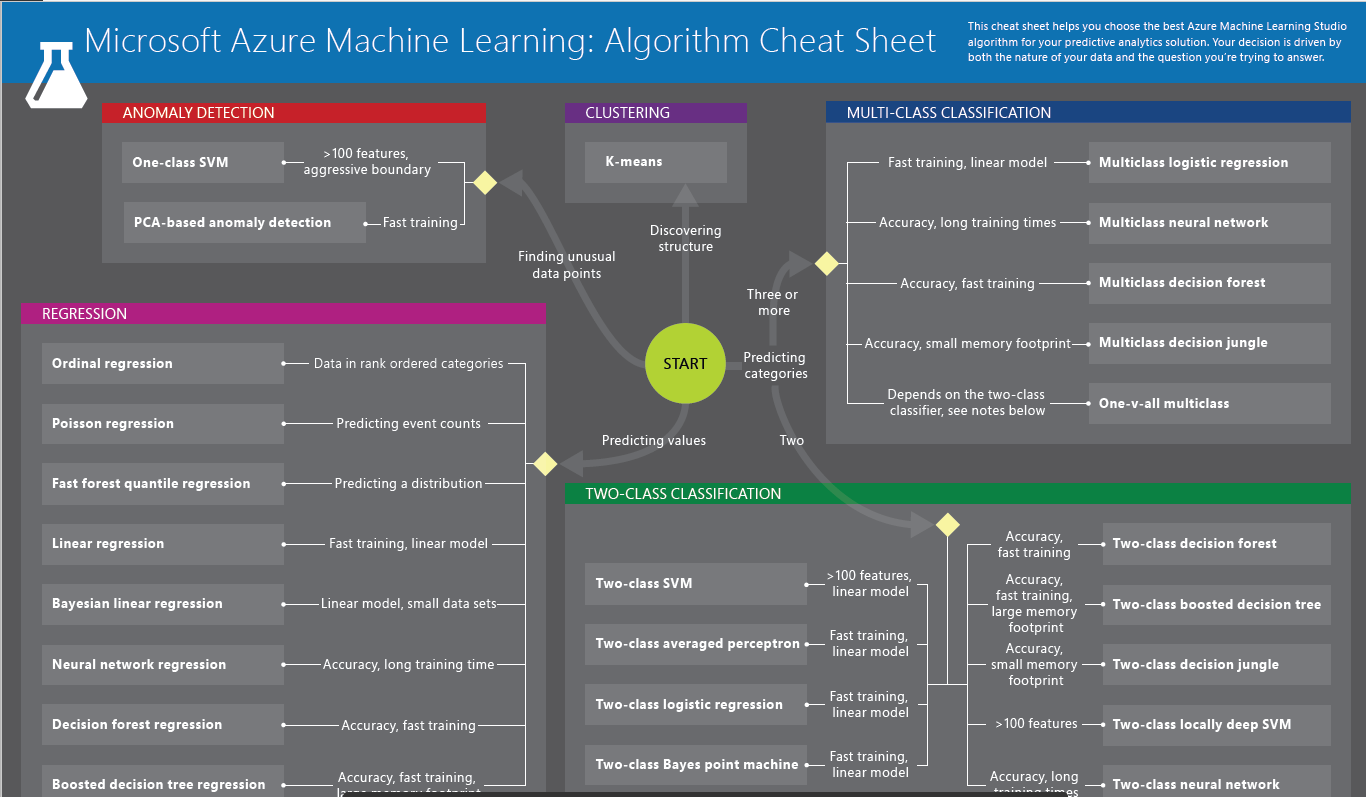 Microsoft Azure Machine Learning: Algorithm Cheat Sheet
This cheat sheet helps you choose the best Azure Machine Learning Studio
algorithm for your predictive analytics solution. Your decision is driven by
both the nature of your data and the question you're trying to answer.
ANOMALY DETECTION
One-class SVM
>100 features,
aggressive boundary
PCA-based anomaly detection
Fast training
CLUSTERING
K-means
Discovering
structure
Finding unusual
data points
START
Predicting
categories
Three or
more
Two
Predicting values
MULTI-CLASS CLASSIFICATION
Fast training, linear model
Multiclass logistic regression
Accuracy, long training times
Multiclass neural network
Accuracy, fast training
Multiclass decision forest
Accuracy, small memory footprint
Multiclass decision jungle
Depends on the two-class
classifier, see notes below
One-v-all multiclass
REGRESSION
Ordinal regression
Data in rank ordered categories
Poisson regression
Predicting event counts
Fast forest quantile regression
Predicting a distribution
Linear regression
Fast training, linear model
Bayesian linear regression
Linear model, small data sets
Neural network regression
Accuracy, long training time
Decision forest regression
Accuracy, fast training
Boosted decision tree regression
Accuracy, fast training,
large memory footprint
TWO-CLASS CLASSIFICATION
Two-class SVM
>100 features,
linear model
Two-class averaged perceptron
Fast training,
linear model
Two-class logistic regression
Fast training,
linear model
Two-class Bayes point machine
Fast training,
linear model
Accuracy,
fast training
Two-class decision forest
Accuracy,
fast training,
large memory
footprint
Two-class boosted decision tree
Accuracy,
small memory
footprint
Two-class decision jungle
>100 features
Two-class locally deep SVM
Accuracy, long
training times
Two-class neural network